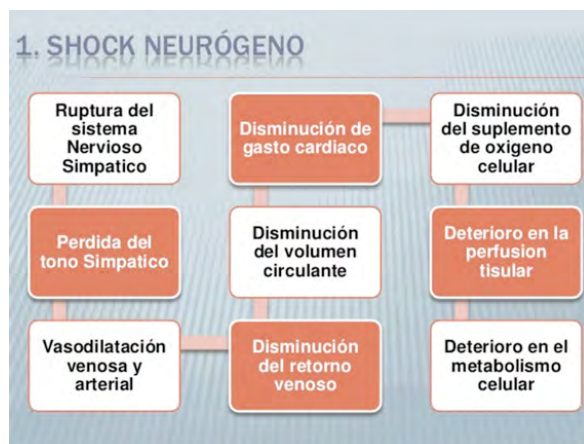 1. SHOCK NEURÓGENO
Ruptura del
sistema
Nervioso
Simpatico
Perdida del
tono Simpatico
Vasodilatación
venosa y
arterial
Disminución
del retorno
venoso
Disminución
del volumen
circulante
Disminución de
gasto cardiaco
Disminución
del suplemento
de oxigeno
celular
Deterioro en la
perfusion
tisular
Deterioro en el
metabolismo
celular